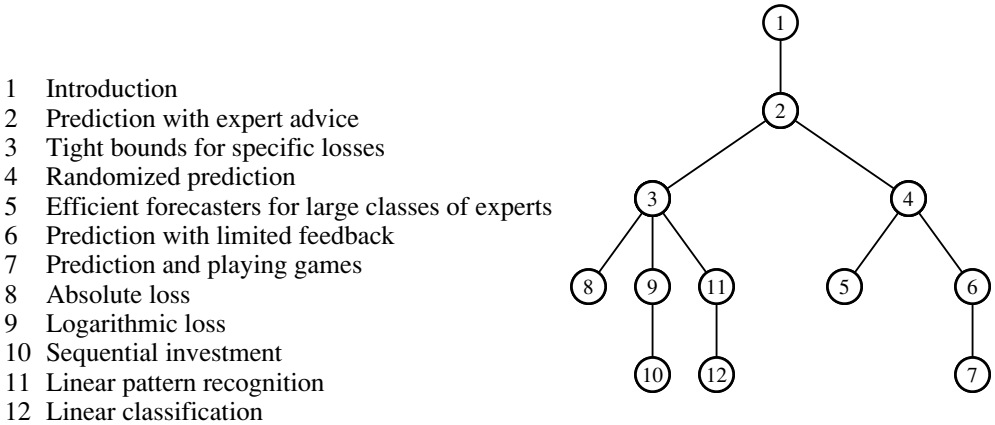 1 Introduction
2 Prediction with expert advice
3 Tight bounds for specific losses
4 Randomized prediction
5 Efficient forecasters for large classes of experts
6 Prediction with limited feedback
7 Prediction and playing games
8 Absolute loss
9 Logarithmic loss
10 Sequential investment
11 Linear pattern recognition
12 Linear classification
1
2
3 4
8 9 11 5 6
10 12 7